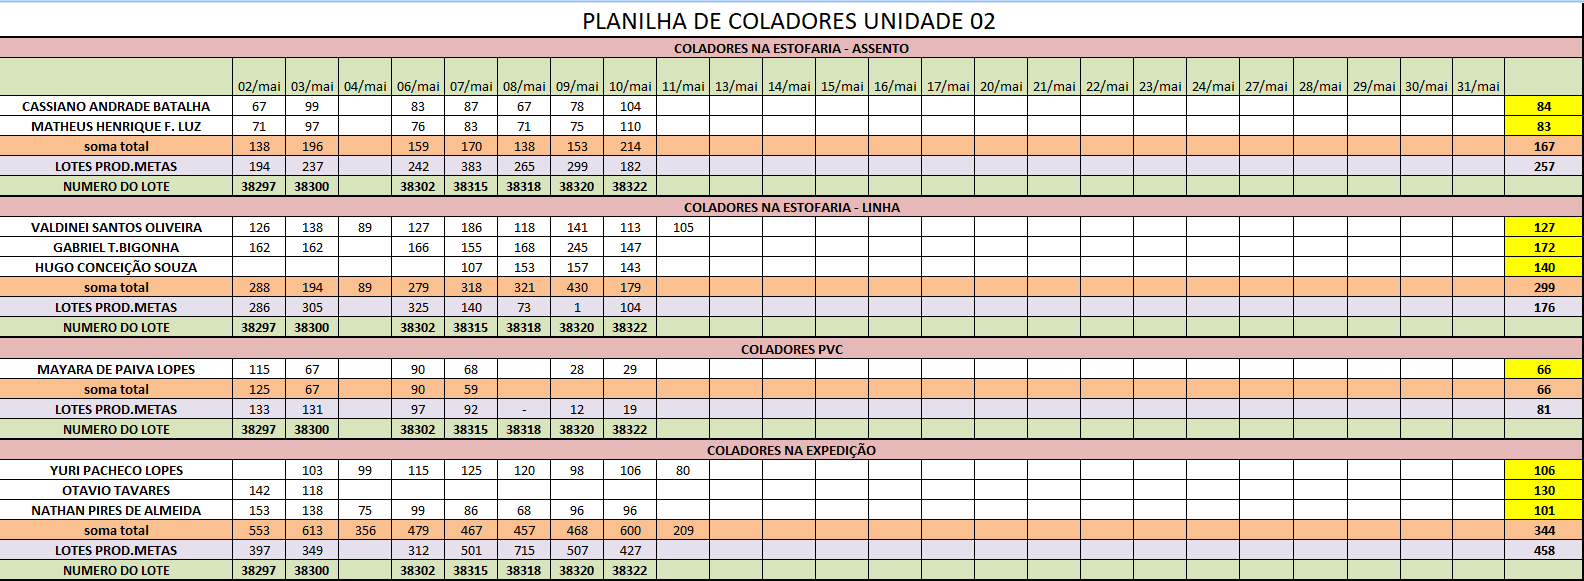 PLANILHA DE COLADORES UNIDADE 02
COLADORES NA ESTOFARIA - ASSENTO
02/mai 03/mai 04/mai 06/mai 07/mai 08/mai 09/mai 10/mai 11/mai 13/mai 14/mai 15/mai 16/mai 17/mai 20/mai 21/mai 22/mai 23/mai 24/mai 27/mai 28/mai 29/mai 30/mai 31/mai
CASSIANO ANDRADE BATALHA 67 99 83 87 67 78 104 84
MATHEUS HENRIQUE F. LUZ 71 97 76 83 71 75 110 83
soma total 138 196 159 170 138 153 214 167
LOTES PROD.METAS 194 237 242 383 265 299 182 257
NUMERO DO LOTE 38297 38300 38302 38315 38318 38320 38322
COLADORES NA ESTOFARIA - LINHA
VALDINEI SANTOS OLIVEIRA 126 138 89 127 186 118 141 113 105 127
GABRIEL T.BIGONHA 162 162 166 155 168 245 147 172
HUGO CONCEIÇÃO SOUZA 107 153 157 143 140
soma total 288 194 89 279 318 321 430 179 299
LOTES PROD.METAS 286 305 325 140 73 1 104 176
NUMERO DO LOTE 38297 38300 38302 38315 38318 38320 38322
COLADORES PVC
MAYARA DE PAIVA LOPES 115 67 90 68 28 29 66
soma total 125 67 90 59 66
LOTES PROD.METAS 133 131 97 92 - 12 19 81
NUMERO DO LOTE 38297 38300 38302 38315 38318 38320 38322
COLADORES NA EXPEDIÇÃO
YURI PACHECO LOPES 103 99 115 125 120 98 106 80 106
OTAVIO TAVARES 142 118 130
NATHAN PIRES DE ALMEIDA 153 138 75 99 86 68 96 96 101
soma total 553 613 356 479 467 457 468 600 209 344
LOTES PROD.METAS 397 349 312 501 715 507 427 458
NUMERO DO LOTE 38297 38300 38302 38315 38318 38320 38322